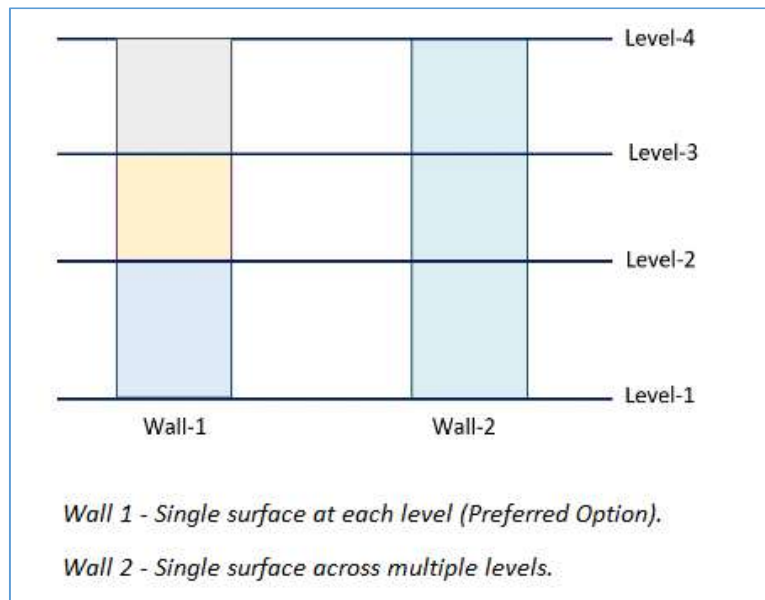 Level-4
Level-3
Level-2
Level-1
Wall-1 Wall-2
Wall 1 - Single surface at each level (Preferred Option).
Wall 2 - Single surface across multiple levels.